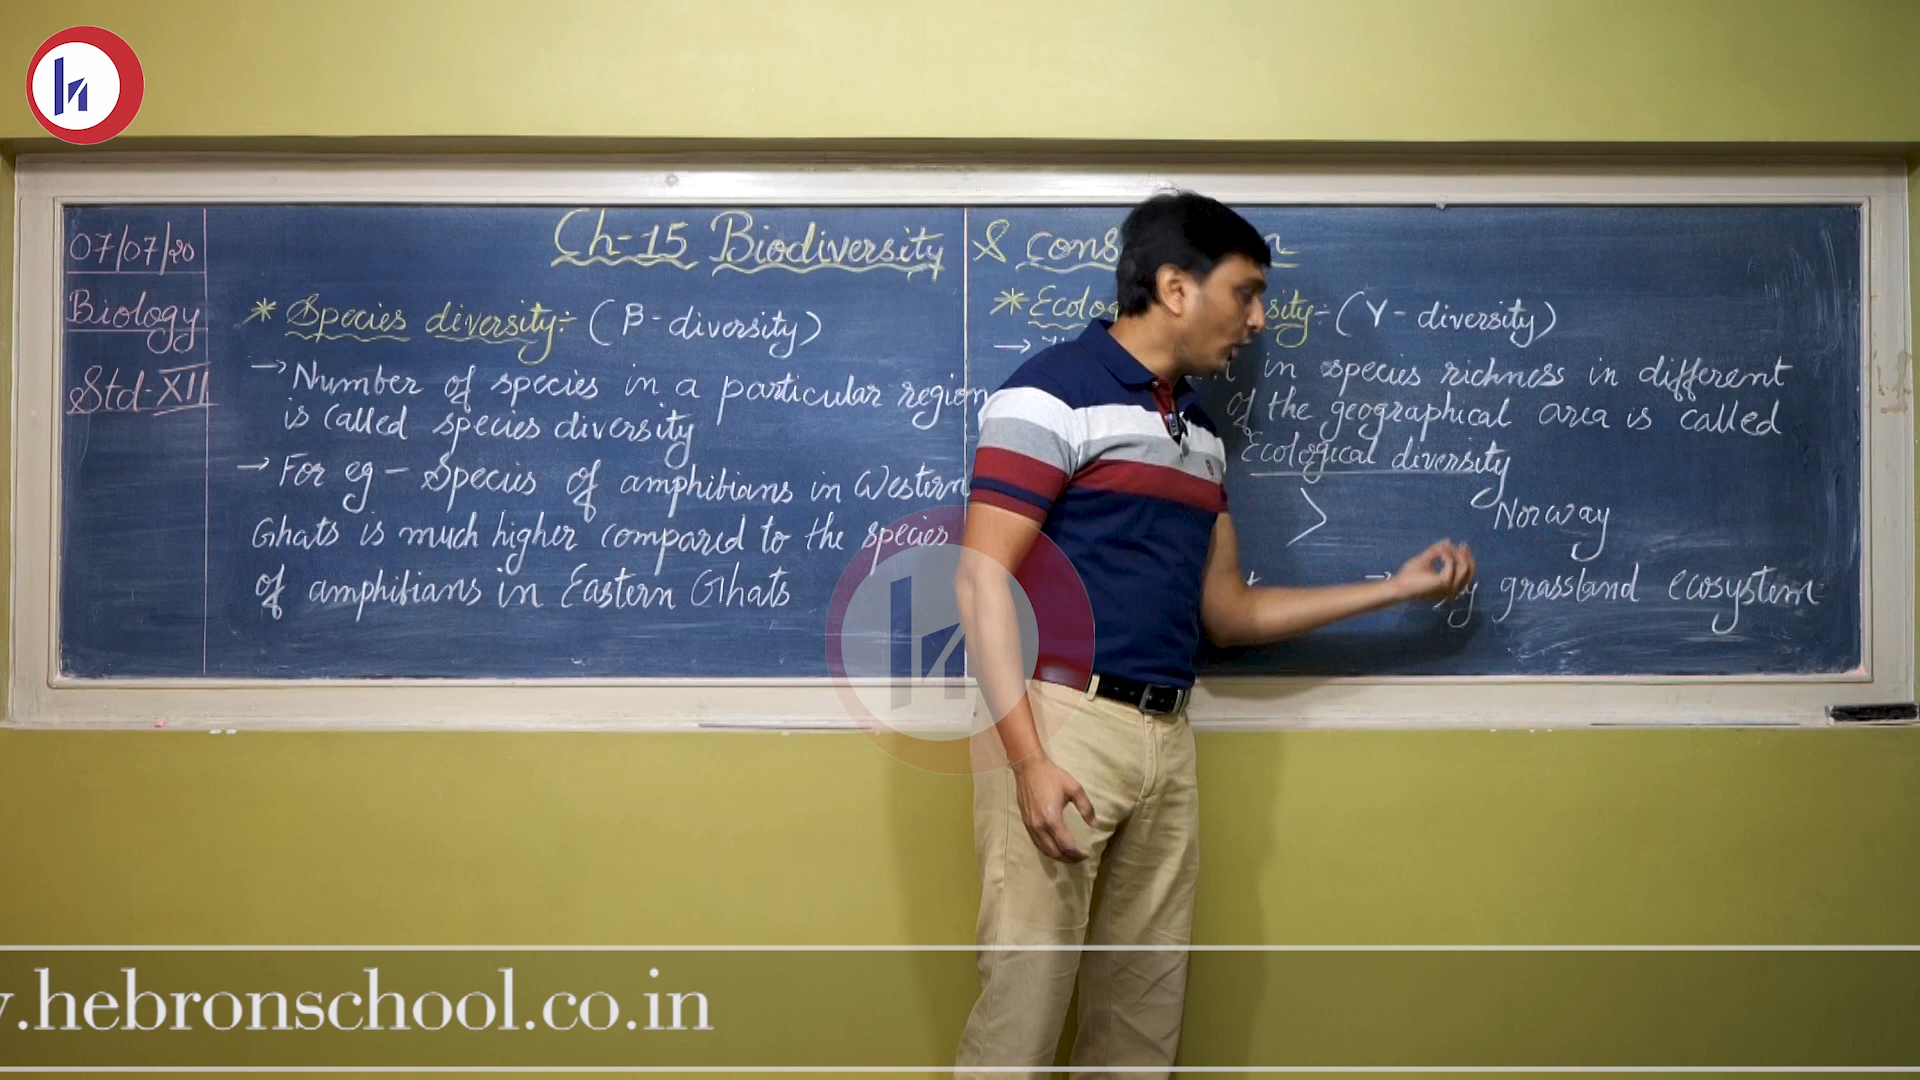 07/07/20
Biology
Std-XII
Ch-15 Biodiversity & cons
* Species diversity:- (β-diversity)
→ Number of species in a particular region
is called species diversity
→ For eg - Species of amphibians in Western
Ghats is much higher compared to the species
of amphibians in Eastern Ghats
* Ecolog sity:- (γ-diversity)
→
in species richness in different
of the geographical area is called
Ecological diversity
> Norway
→ grassland ecosystem
.hebronschool.co.in